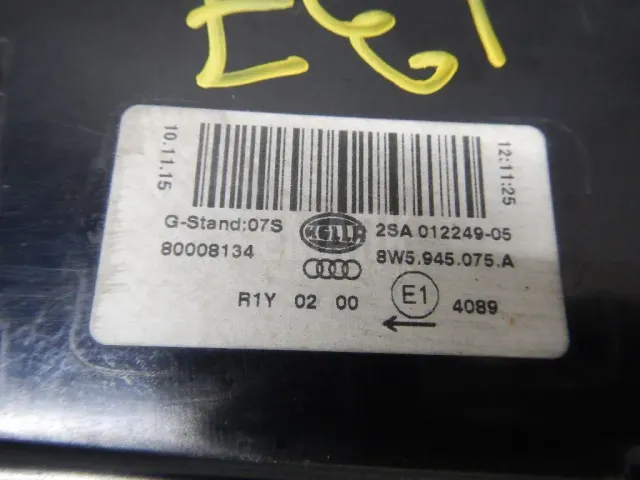 10.11.15
12:11:25
G-Stand:07S
HELLA
2SA 012249-05
80008134
8W5.945.075.A
R1Y 02 00
E1
4089